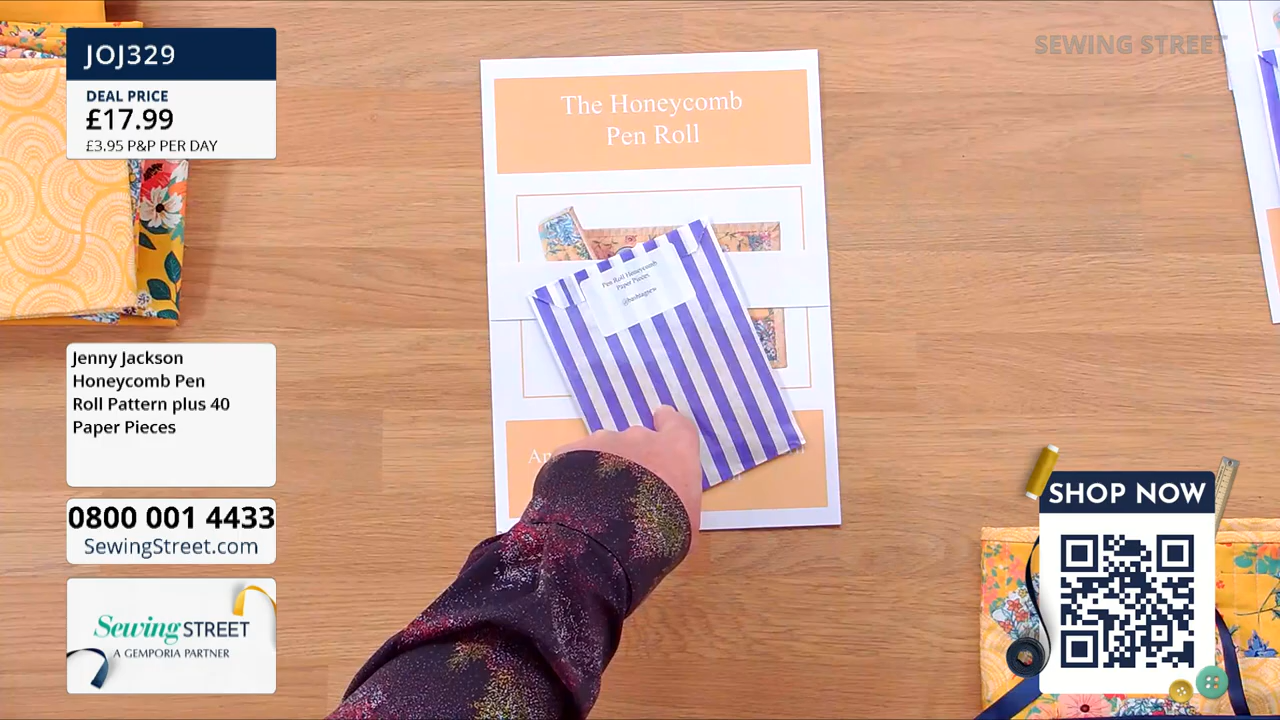 JOJ329
DEAL PRICE
£17.99
£3.95 P&P PER DAY
SEWING STREET
The Honeycomb
Pen Roll
Pen Roll Honeycomb
Paper Pieces
Jenny Jackson
Honeycomb Pen
Roll Pattern plus 40
Paper Pieces
0800 001 4433
SewingStreet.com
Sewing STREET
A GEMPORIA PARTNER
SHOP NOW